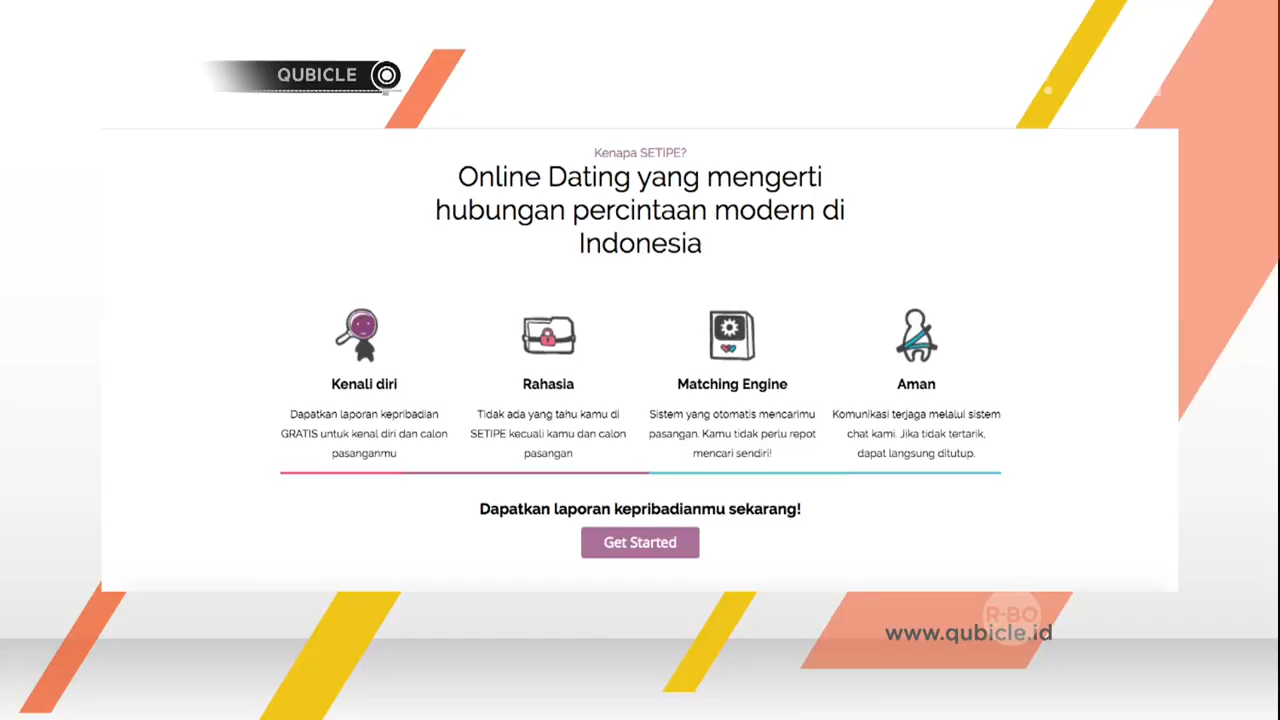 QUBICLE
Kenapa SETIPE?
Online Dating yang mengerti
hubungan percintaan modern di
Indonesia
Kenali diri
Dapatkan laporan kepribadian
GRATIS untuk kenal diri dan calon
pasanganmu
Rahasia
Tidak ada yang tahu kamu di
SETIPE kecuali kamu dan calon
pasangan
Matching Engine
Sistem yang otomatis mencarimu
pasangan. Kamu tidak perlu repot
mencari sendiri!
Aman
Komunikasi terjaga melalui sistem
chat kami. Jika tidak tertarik,
dapat langsung ditutup.
Dapatkan laporan kepribadianmu sekarang!
Get Started
R-BO
www.qubicle.id